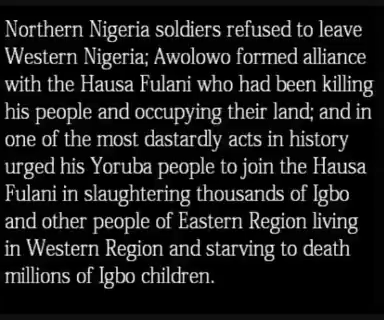 Northern Nigeria soldiers refused to leave
Western Nigeria; Awolowo formed alliance
with the Hausa Fulani who had been killing
his people and occupying their land; and in
one of the most dastardly acts in history
urged his Yoruba people to join the Hausa
Fulani in slaughtering thousands of Igbo
and other people of Eastern Region living
in Western Region and starving to death
millions of Igbo children.